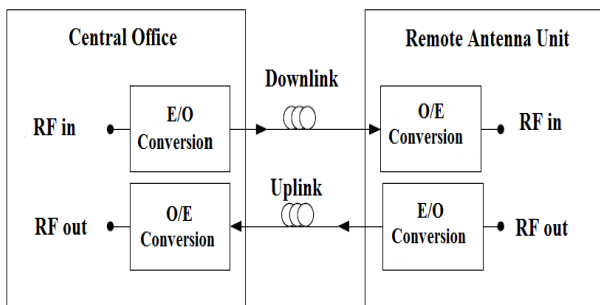 Central Office
Remote Antenna Unit
Downlink
RF in
E/O
Conversion
O/E
Conversion
RF in
Uplink
RF out
O/E
Conversion
E/O
Conversion
RF out